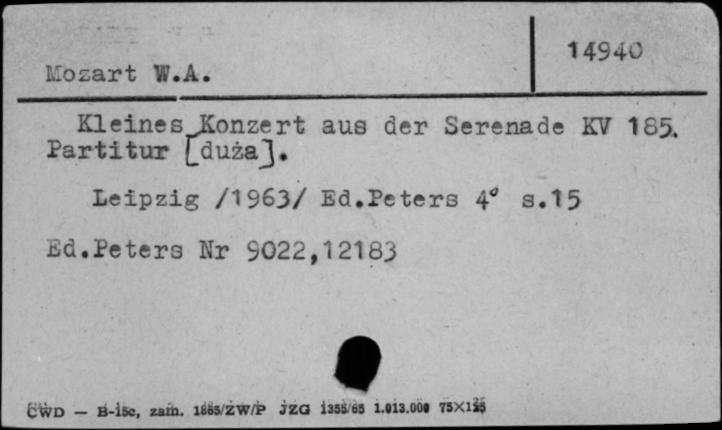 14940
Mozart W.A.
Kleines Konzert aus der Serenade KV 185.
Partitur [duża].
Leipzig /1963/ Ed.Peters 4° s.15
Ed.Peters Nr 9022,12183
CWD — B-15c, zam. 1885/ZW/P JZG 1355/65 1.013.000 75×125